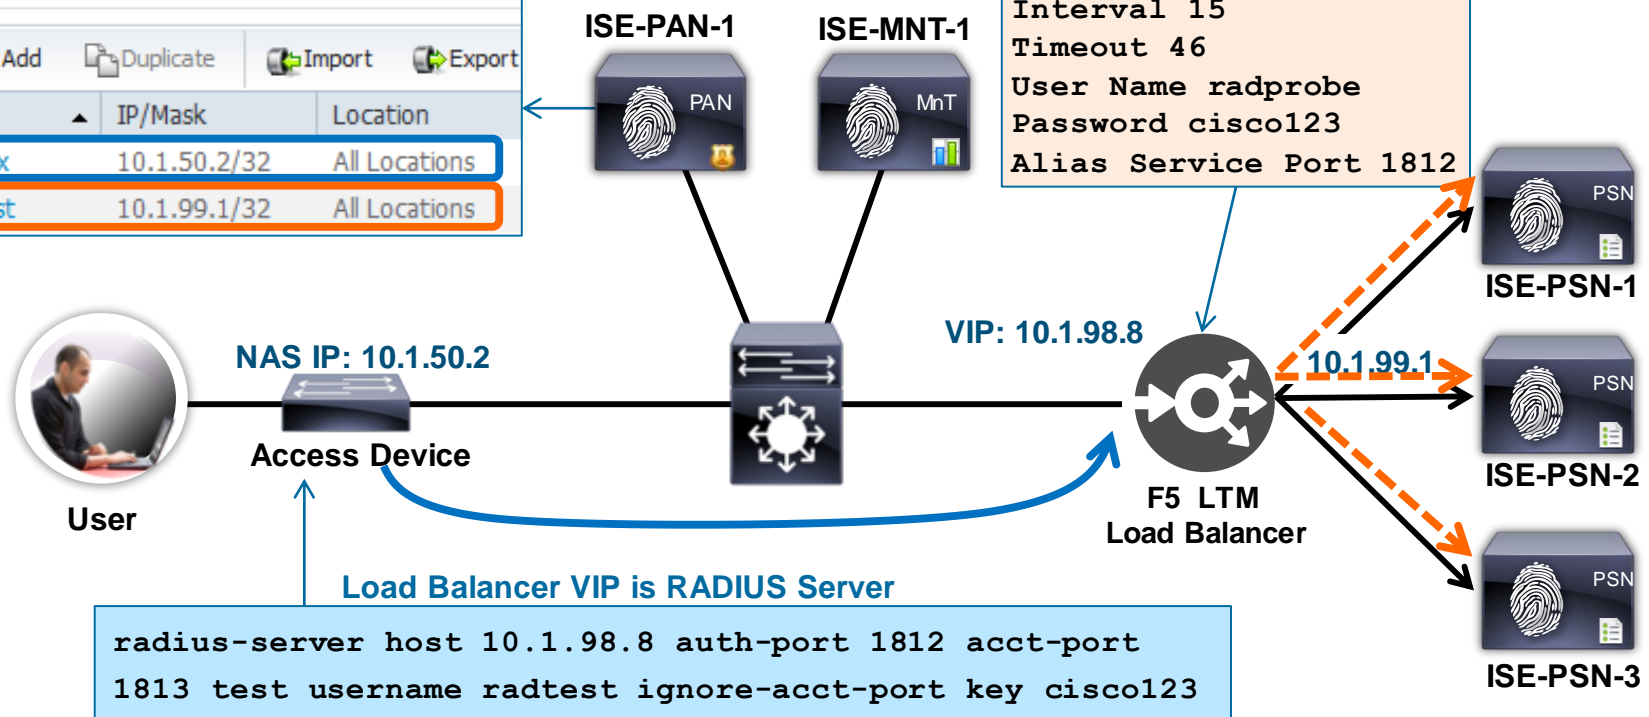 Interval 15
Timeout 46
User Name radprobe
Password cisco123
Alias Service Port 1812
ISE-PAN-1
ISE-MNT-1
Add Duplicate Import Export
IP/Mask Location
x 10.1.50.2/32 All Locations
st 10.1.99.1/32 All Locations
PAN
MnT
PSN
ISE-PSN-1
VIP: 10.1.98.8
NAS IP: 10.1.50.2
10.1.99.1
PSN
ISE-PSN-2
Access Device
User
F5 LTM
Load Balancer
PSN
ISE-PSN-3
Load Balancer VIP is RADIUS Server
radius-server host 10.1.98.8 auth-port 1812 acct-port
1813 test username radtest ignore-acct-port key cisco123